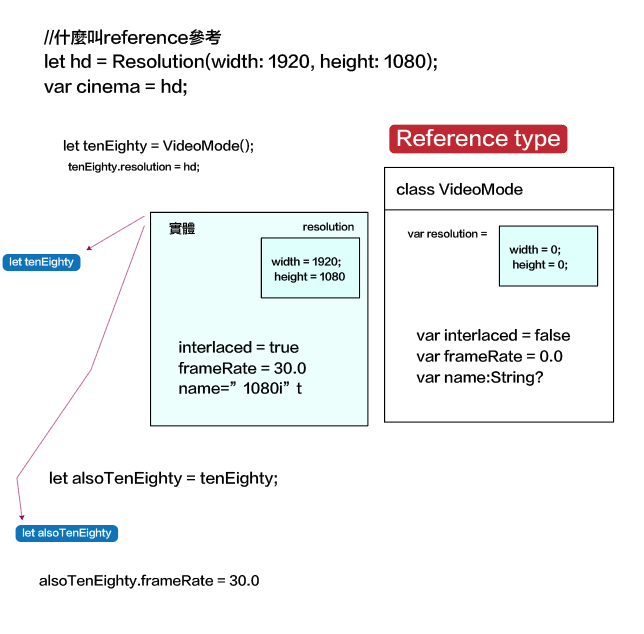 //什麼叫reference參考
let hd = Resolution(width: 1920, height: 1080);
var cinema = hd;
let tenEighty = VideoMode();
tenEighty.resolution = hd;
Reference type
class VideoMode
var resolution =
width = 0;
height = 0;
var interlaced = false
var frameRate = 0.0
var name:String?
實體
resolution
width = 1920;
height = 1080
interlaced = true
frameRate = 30.0
name=”1080i” t
let tenEighty
let alsoTenEighty = tenEighty;
let alsoTenEighty
alsoTenEighty.frameRate = 30.0